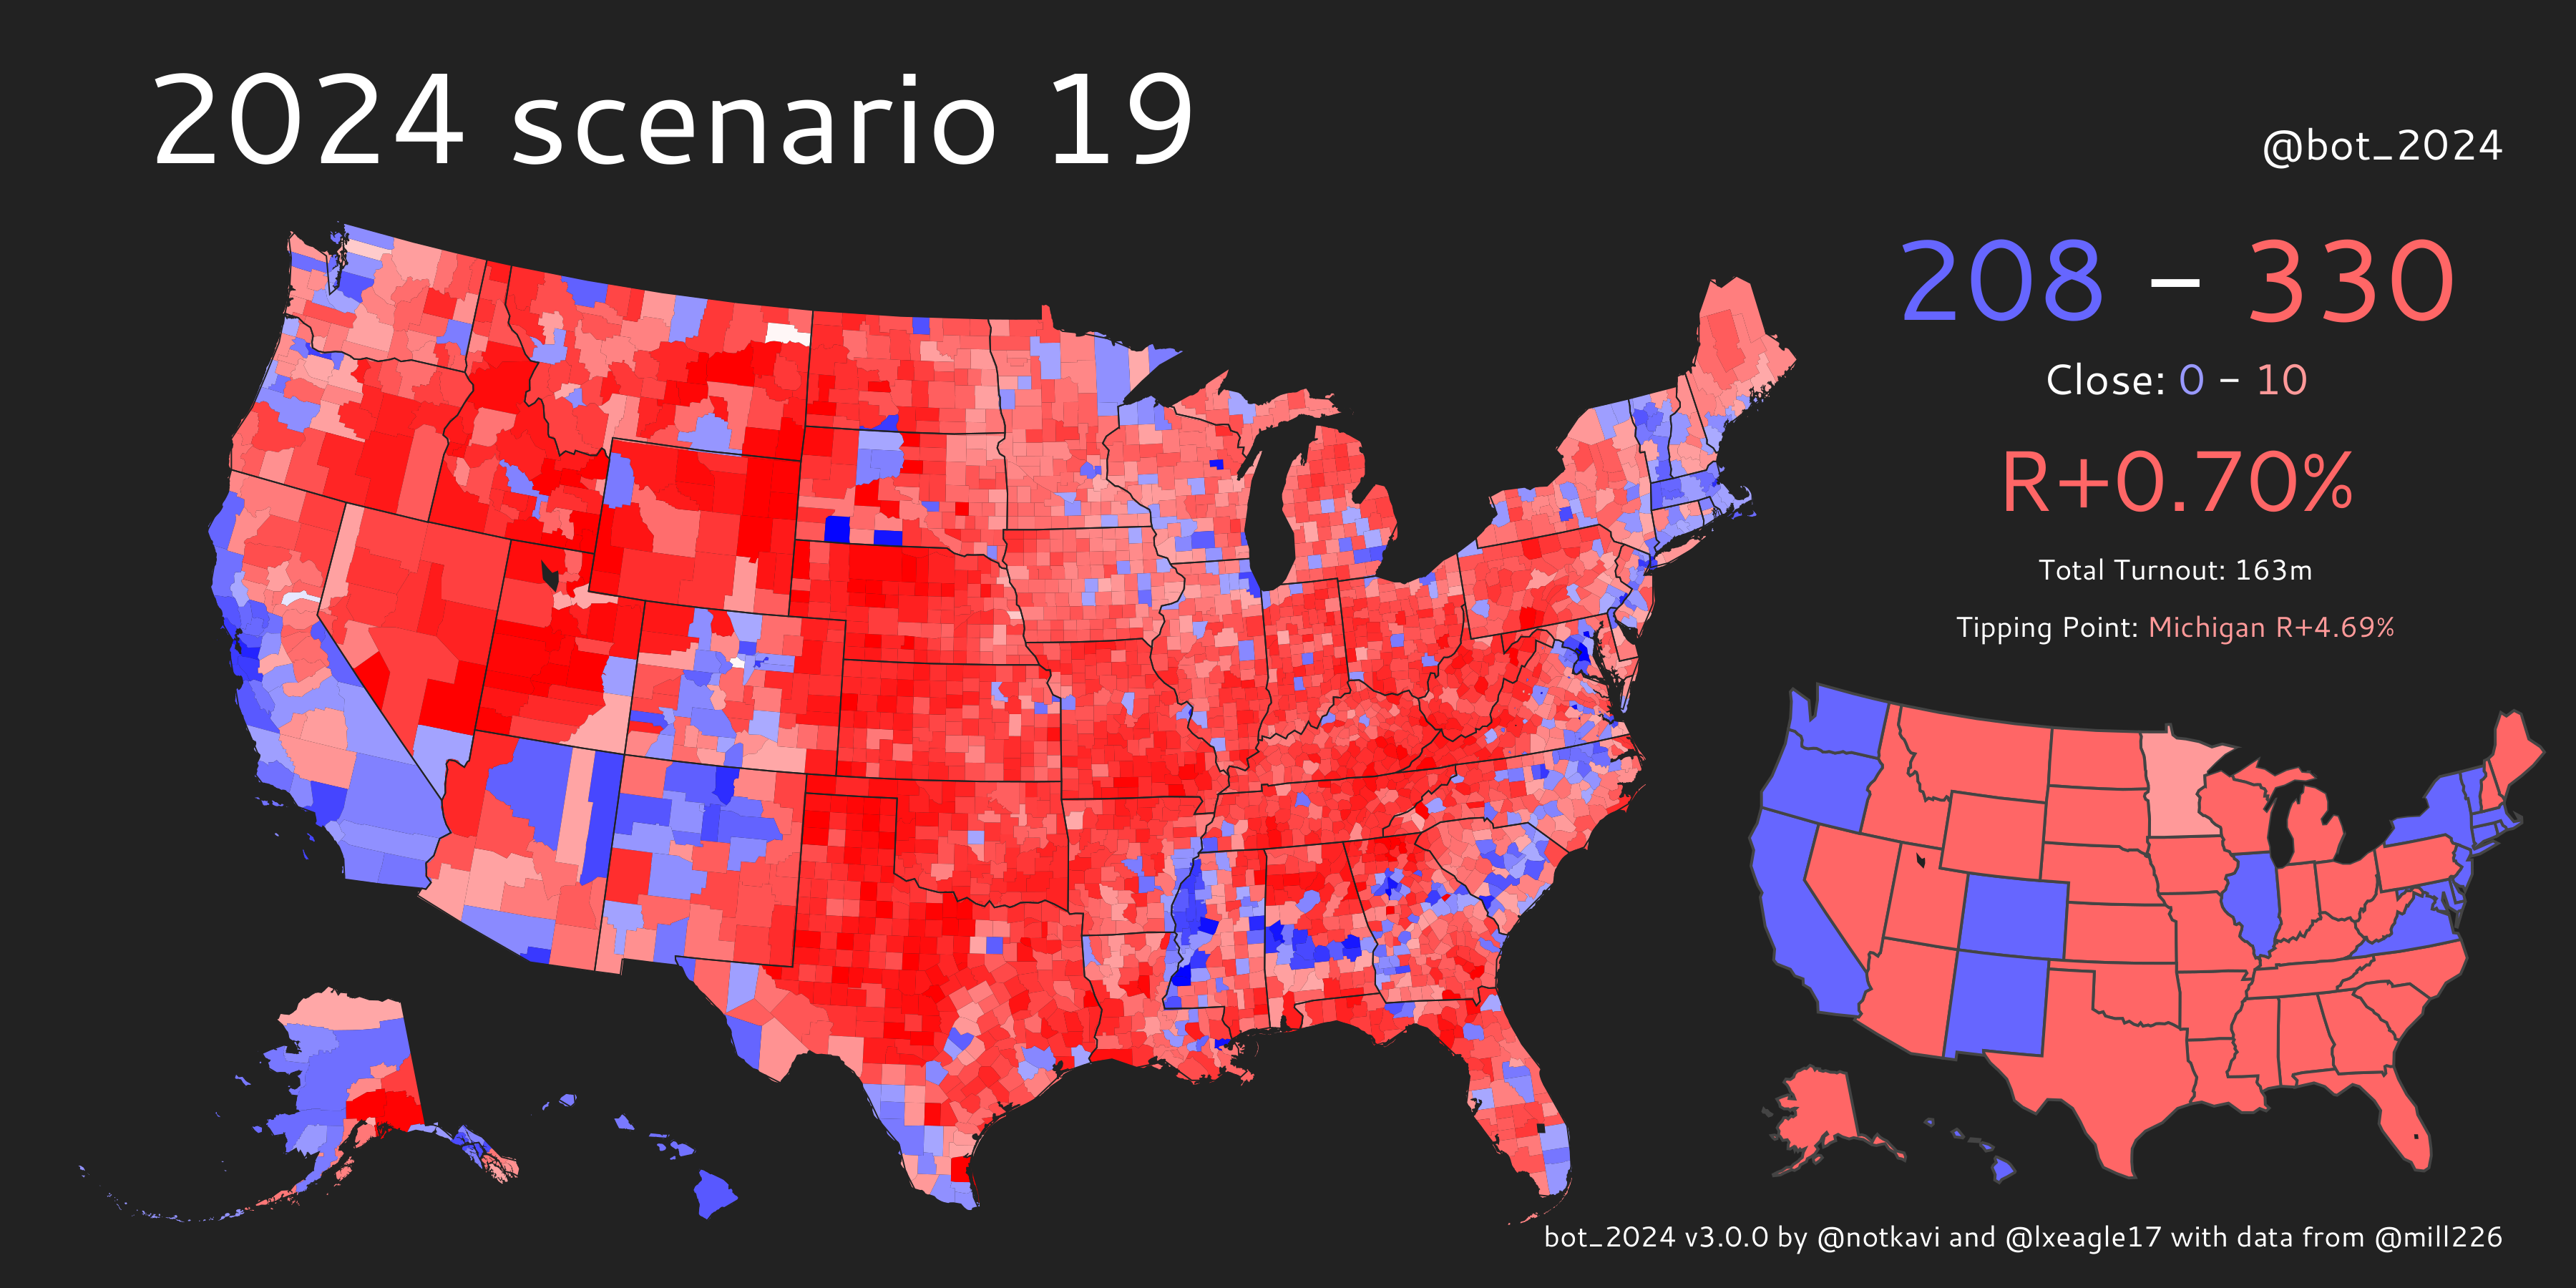 2024 scenario 19
@bot_2024
208 – 330
Close: 0 – 10
R+0.70%
Total Turnout: 163m
Tipping Point: Michigan R+4.69%
bot_2024 v3.0.0 by @notkavi and @lxeagle17 with data from @mill226